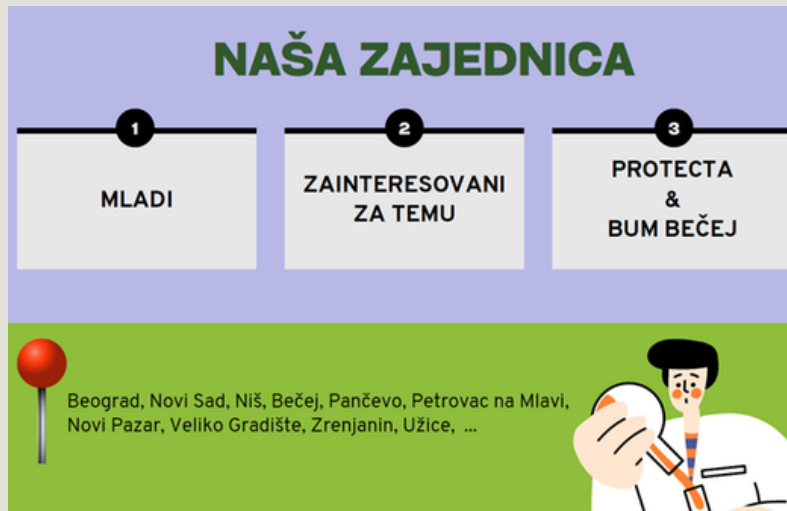 NAŠA ZAJEDNICA
1
MLADI
2
ZAINTERESOVANI
ZA TEMU
3
PROTECTA
&
BUM BEČEJ
Beograd, Novi Sad, Niš, Bečej, Pančevo, Petrovac na Mlavi,
Novi Pazar, Veliko Gradište, Zrenjanin, Užice, ...